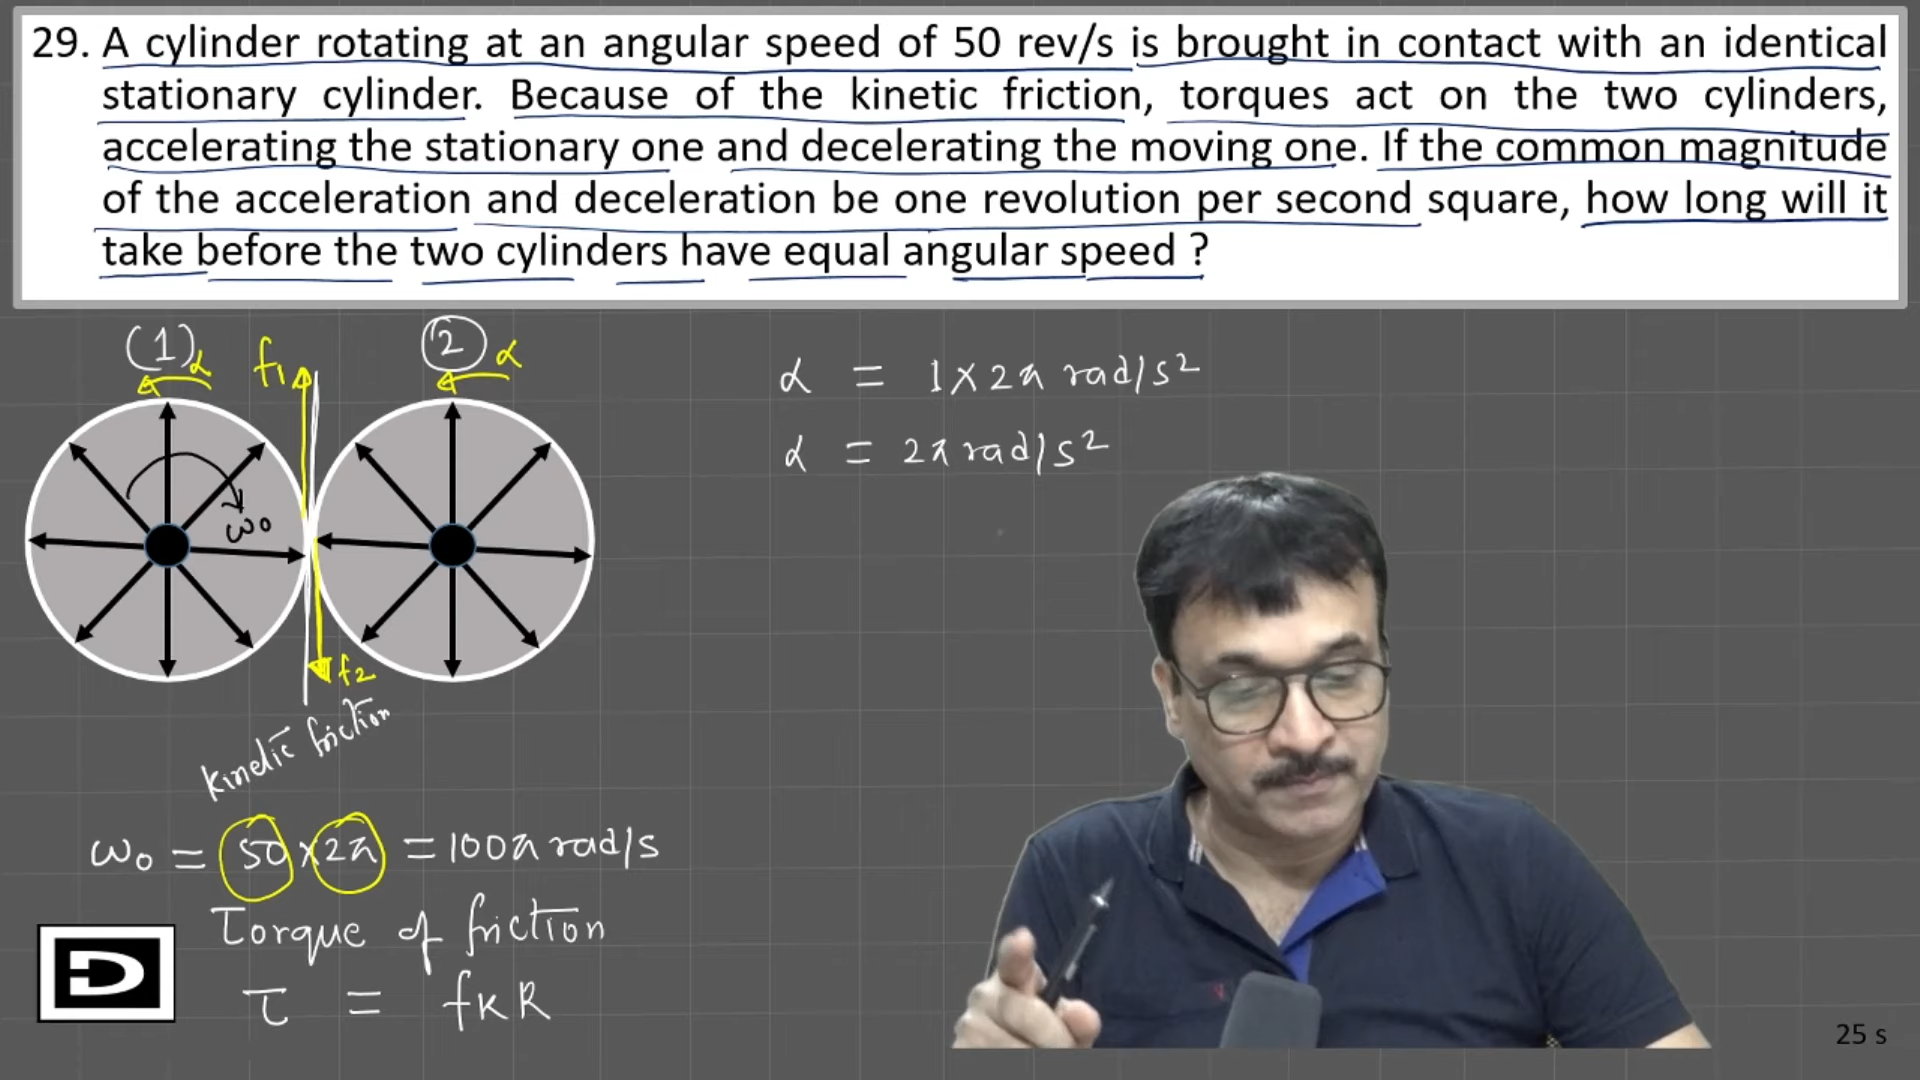 29. A cylinder rotating at an angular speed of 50 rev/s is brought in contact with an identical
stationary cylinder. Because of the kinetic friction, torques act on the two cylinders,
accelerating the stationary one and decelerating the moving one. If the common magnitude
of the acceleration and deceleration be one revolution per second square, how long will it
take before the two cylinders have equal angular speed ?
(1) α
f1
2 α
ω0
f2
kinetic friction
ω0 = 50 × 2π = 100π rad/s
Torque of friction
τ = fKR
α = 1 × 2π rad/s²
α = 2π rad/s²
D
25 s